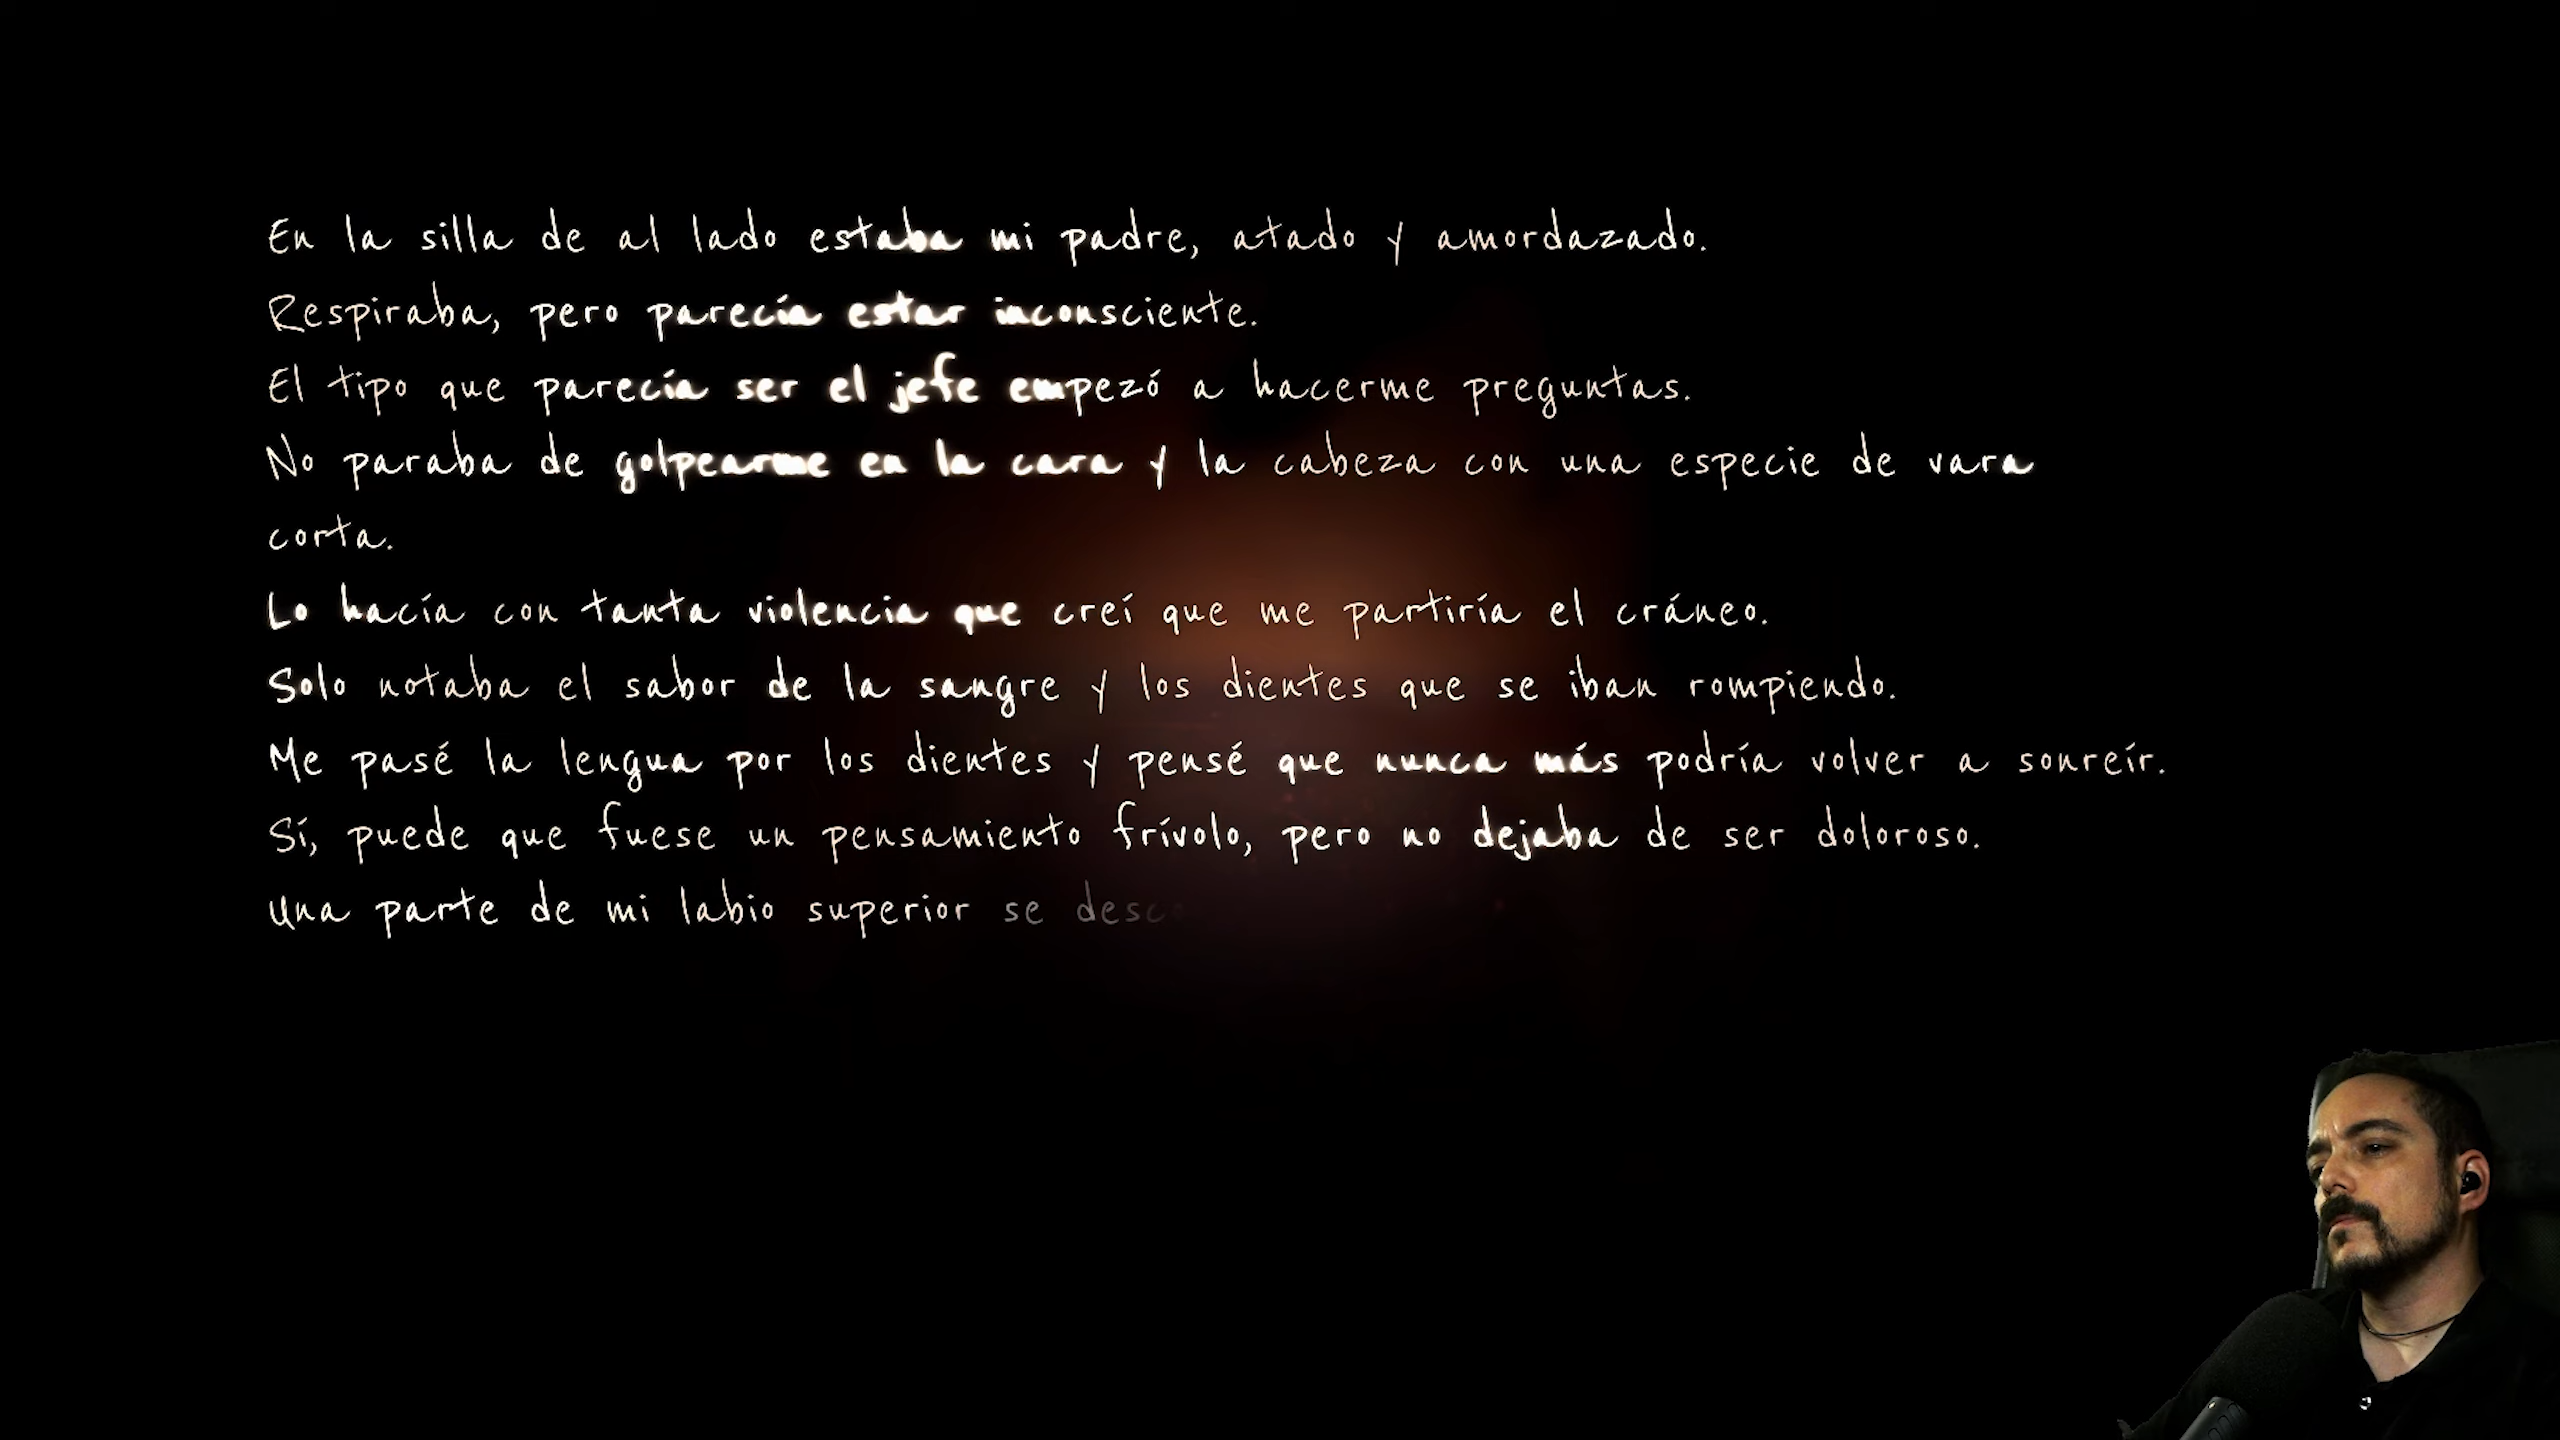 En la silla de al lado estaba mi padre, atado y amordazado.
Respiraba, pero parecía estar inconsciente.
El tipo que parecía ser el jefe empezó a hacerme preguntas.
No paraba de golpearme en la cara y la cabeza con una especie de vara
corta.
Lo hacía con tanta violencia que creí que me partiría el cráneo.
Solo notaba el sabor de la sangre y los dientes que se iban rompiendo.
Me pasé la lengua por los dientes y pensé que nunca más podría volver a sonreír.
Sí, puede que fuese un pensamiento frívolo, pero no dejaba de ser doloroso.
Una parte de mi labio superior se